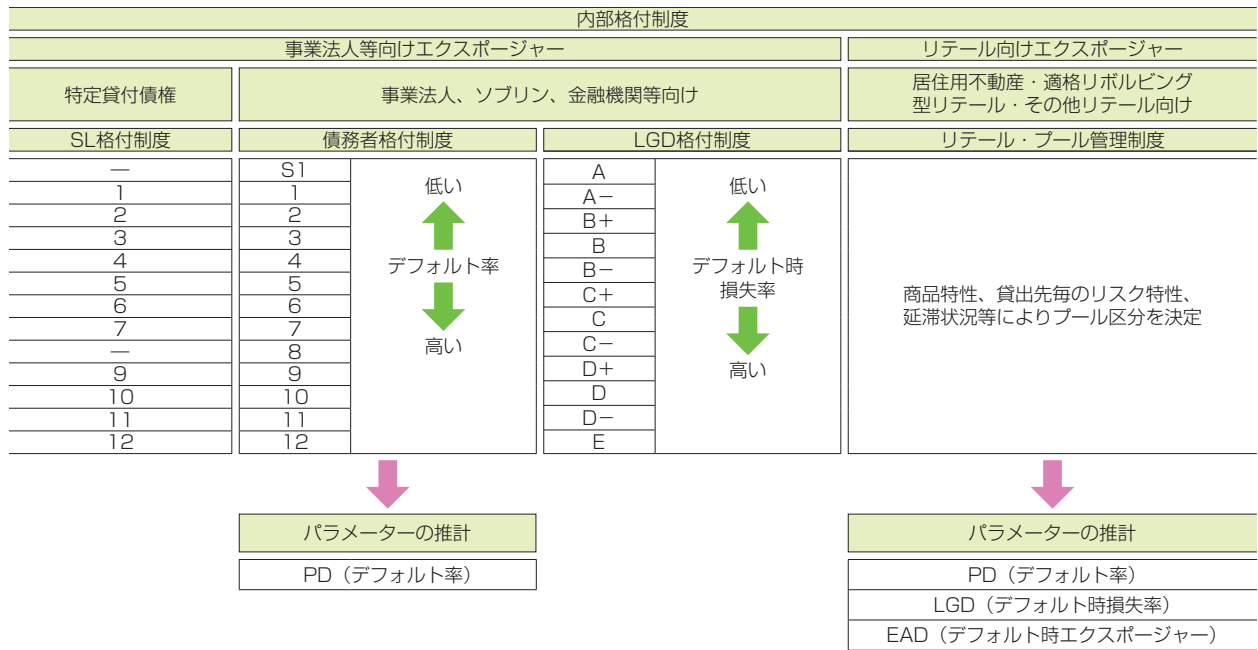 内部格付制度
事業法人等向けエクスポージャー
リテール向けエクスポージャー
特定貸付債権
事業法人、ソブリン、金融機関等向け
居住用不動産・適格リボルビング
型リテール・その他リテール向け
SL格付制度
債務者格付制度
LGD格付制度
リテール・プール管理制度
―
1
2
3
4
5
6
7
―
9
10
11
12
S1
1
2
3
4
5
6
7
8
9
10
11
12
低い
デフォルト率
高い
A
A−
B+
B
B−
C+
C
C−
D+
D
D−
E
低い
デフォルト時
損失率
高い
商品特性、貸出先毎のリスク特性、
延滞状況等によりプール区分を決定
パラメーターの推計
PD（デフォルト率）
パラメーターの推計
PD（デフォルト率）
LGD（デフォルト時損失率）
EAD（デフォルト時エクスポージャー）